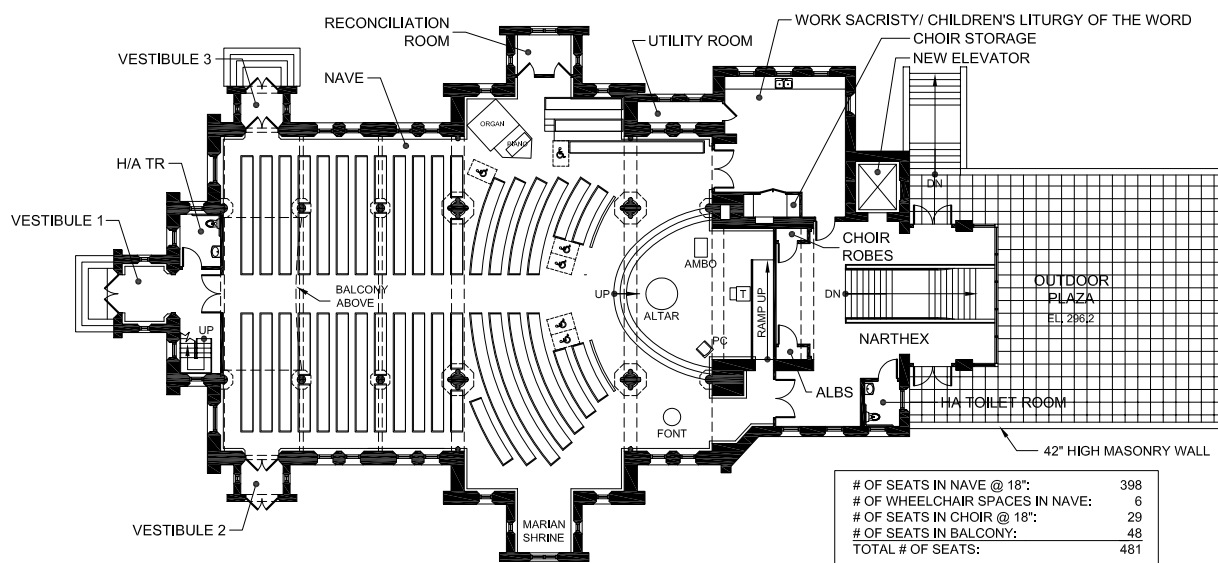 RECONCILIATION
ROOM
WORK SACRISTY/ CHILDREN'S LITURGY OF THE WORD
CHOIR STORAGE
UTILITY ROOM
NEW ELEVATOR
VESTIBULE 3
NAVE
ORGAN
PIANO
H/A TR
DN
VESTIBULE 1
CHOIR
ROBES
AMBO
OUTDOOR
PLAZA
EL. 296.2
UP
T
DN
BALCONY
ABOVE
ALTAR
RAMP UP
UP
PC
NARTHEX
ALBS
HA TOILET ROOM
FONT
42" HIGH MASONRY WALL
VESTIBULE 2
MARIAN
SHRINE
# OF SEATS IN NAVE @ 18": 398
# OF WHEELCHAIR SPACES IN NAVE: 6
# OF SEATS IN CHOIR @ 18": 29
# OF SEATS IN BALCONY: 48
TOTAL # OF SEATS: 481